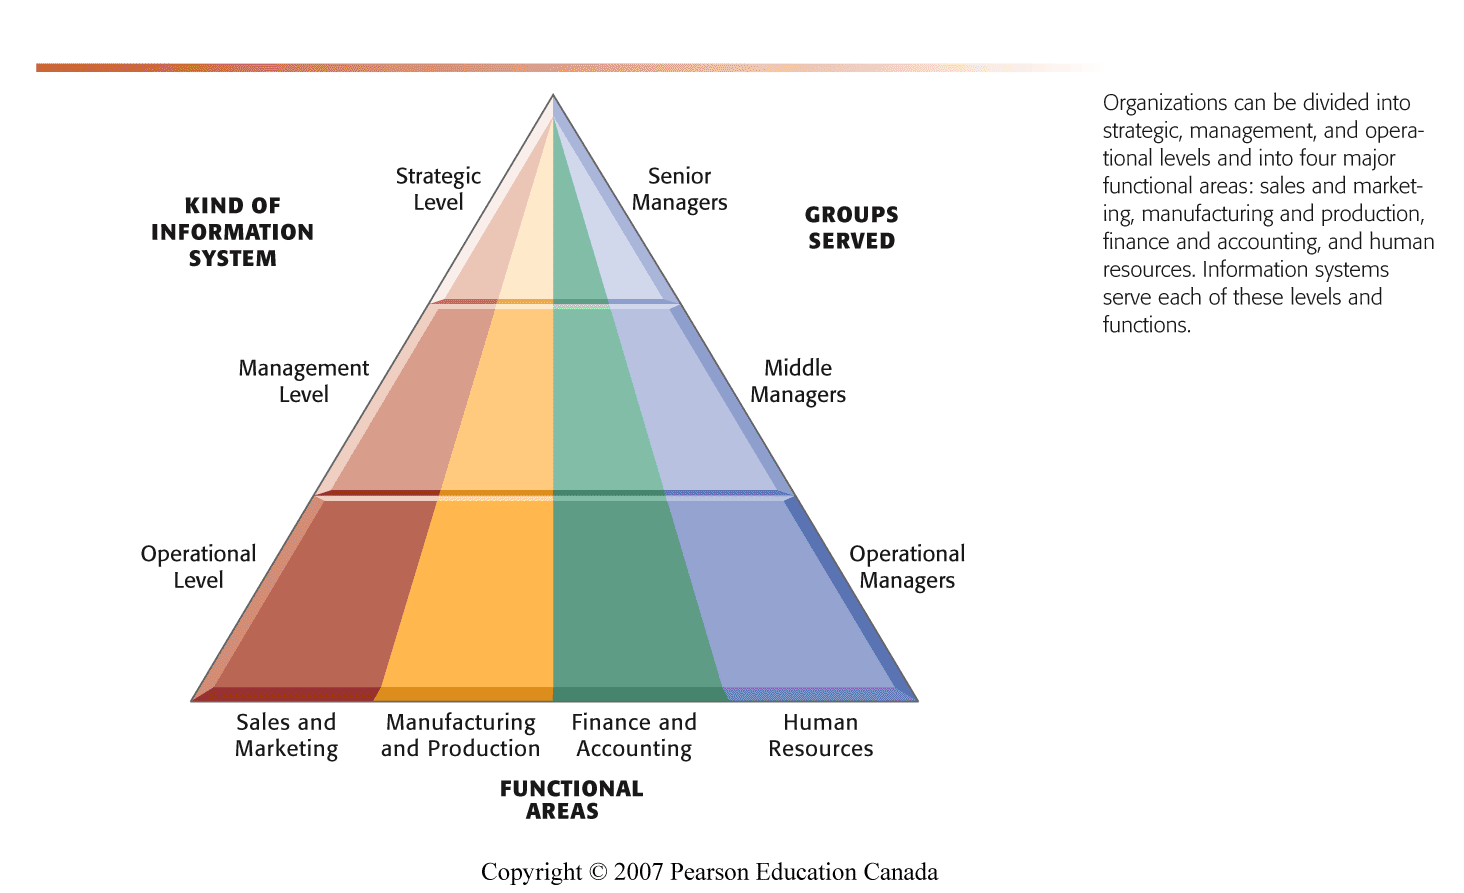 Organizations can be divided into
strategic, management, and opera-
tional levels and into four major
functional areas: sales and market-
ing, manufacturing and production,
finance and accounting, and human
resources. Information systems
serve each of these levels and
functions.
KIND OF
INFORMATION
SYSTEM
GROUPS
SERVED
Strategic
Level
Senior
Managers
Management
Level
Middle
Managers
Operational
Level
Operational
Managers
Sales and
Marketing
Manufacturing
and Production
Finance and
Accounting
Human
Resources
FUNCTIONAL
AREAS
Copyright © 2007 Pearson Education Canada